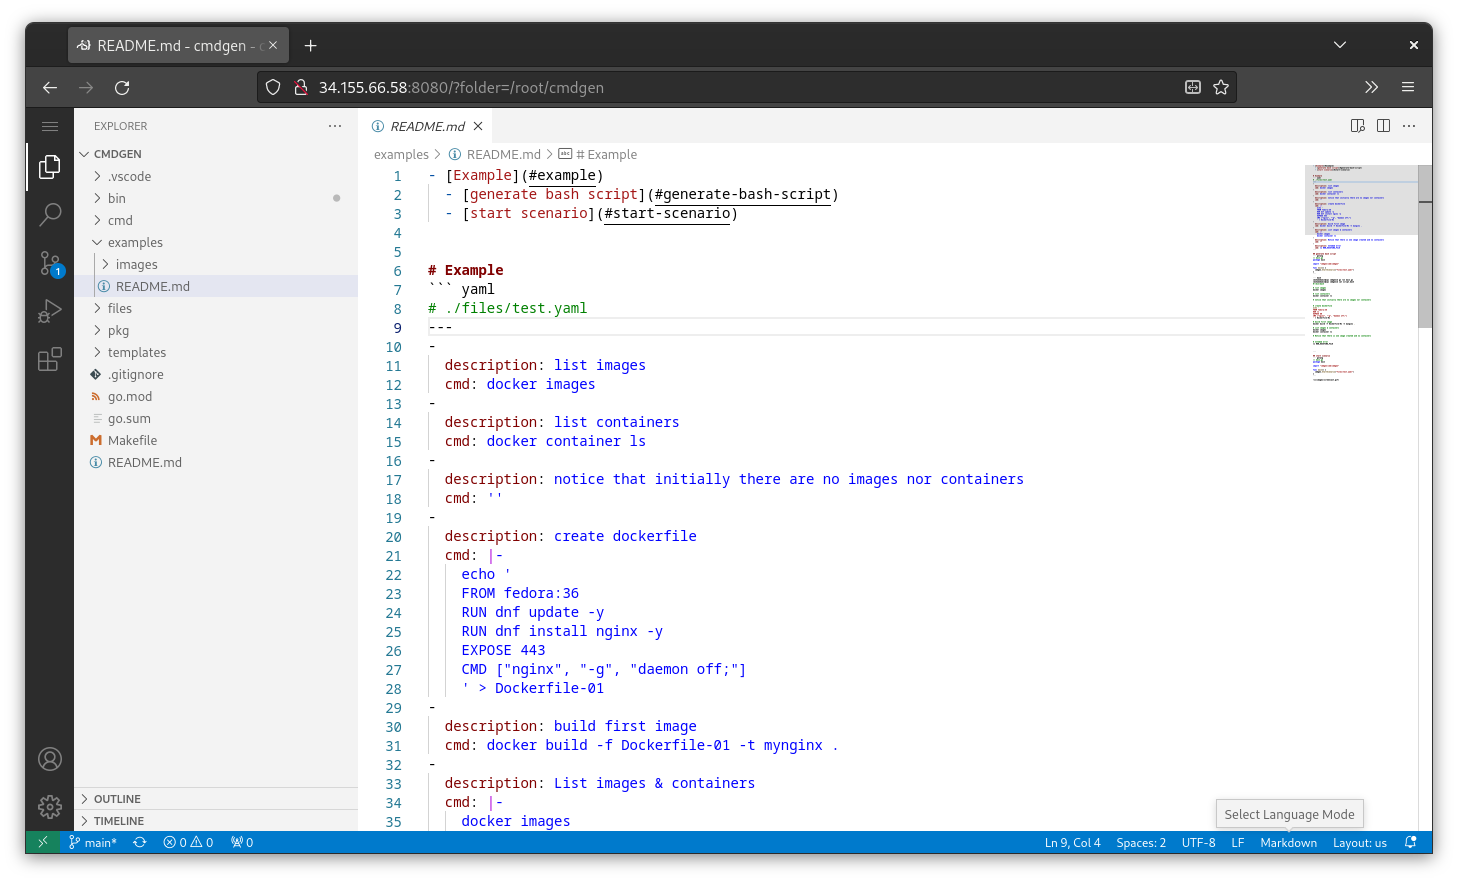 README.md - cmdgen -
34.155.66.58:8080/?folder=/root/cmdgen
EXPLORER
CMDGEN
.vscode
bin
cmd
examples
images
README.md
files
pkg
templates
.gitignore
go.mod
go.sum
Makefile
README.md
OUTLINE
TIMELINE
1
README.md
examples > README.md > # Example
1 - [Example](#example)
2   - [generate bash script](#generate-bash-script)
3   - [start scenario](#start-scenario)
4
5
6 # Example
7 ``` yaml
8 # ./files/test.yaml
9 ---
10 -
11   description: list images
12   cmd: docker images
13 -
14   description: list containers
15   cmd: docker container ls
16 -
17   description: notice that initially there are no images nor containers
18   cmd: ''
19 -
20   description: create dockerfile
21   cmd: |-
22     echo '
23     FROM fedora:36
24     RUN dnf update -y
25     RUN dnf install nginx -y
26     EXPOSE 443
27     CMD ["nginx", "-g", "daemon off;"]
28     ' > Dockerfile-01
29 -
30   description: build first image
31   cmd: docker build -f Dockerfile-01 -t mynginx .
32 -
33   description: List images & containers
34   cmd: |-
35     docker images
Select Language Mode
main* 0 0 0 Ln 9, Col 4 Spaces: 2 UTF-8 LF Markdown Layout: us